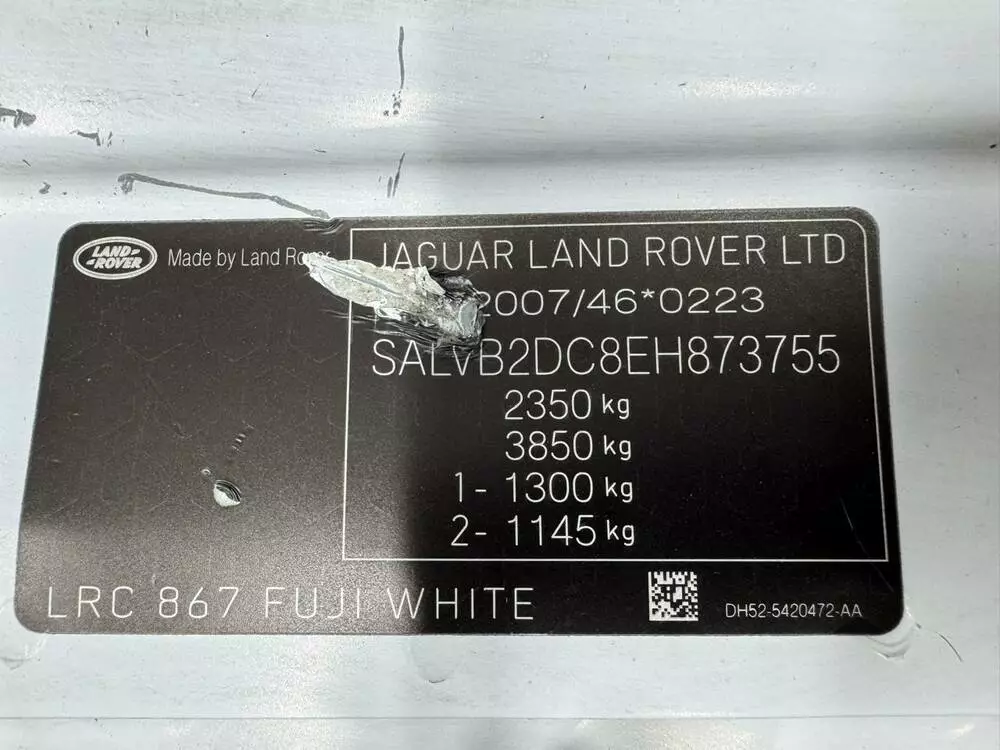 LAND-
-ROVER
Made by Land Rover
JAGUAR LAND ROVER LTD
2007/46*0223
SALVB2DC8EH873755
2350 kg
3850 kg
1- 1300 kg
2- 1145 kg
LRC 867 FUJI WHITE
DH52-5420472-AA